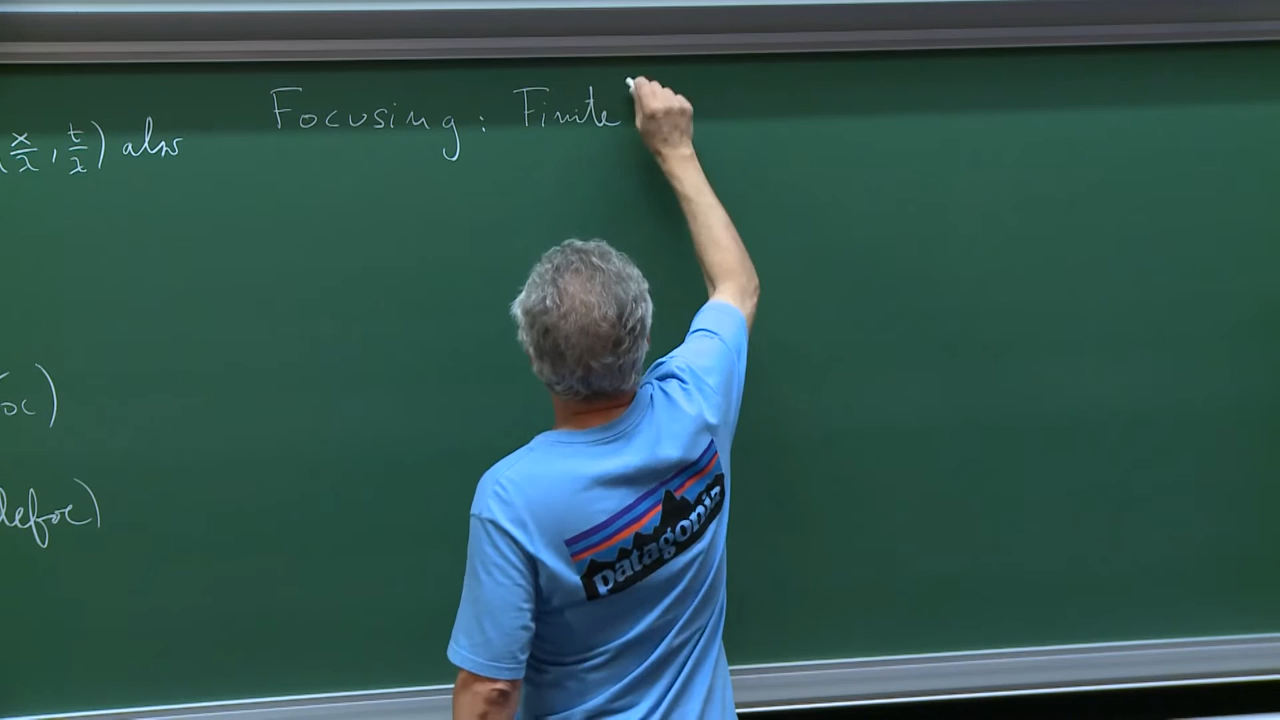 Focusing: Finite
(x/λ, t/λ) also
oc)
defoc)
patagonia